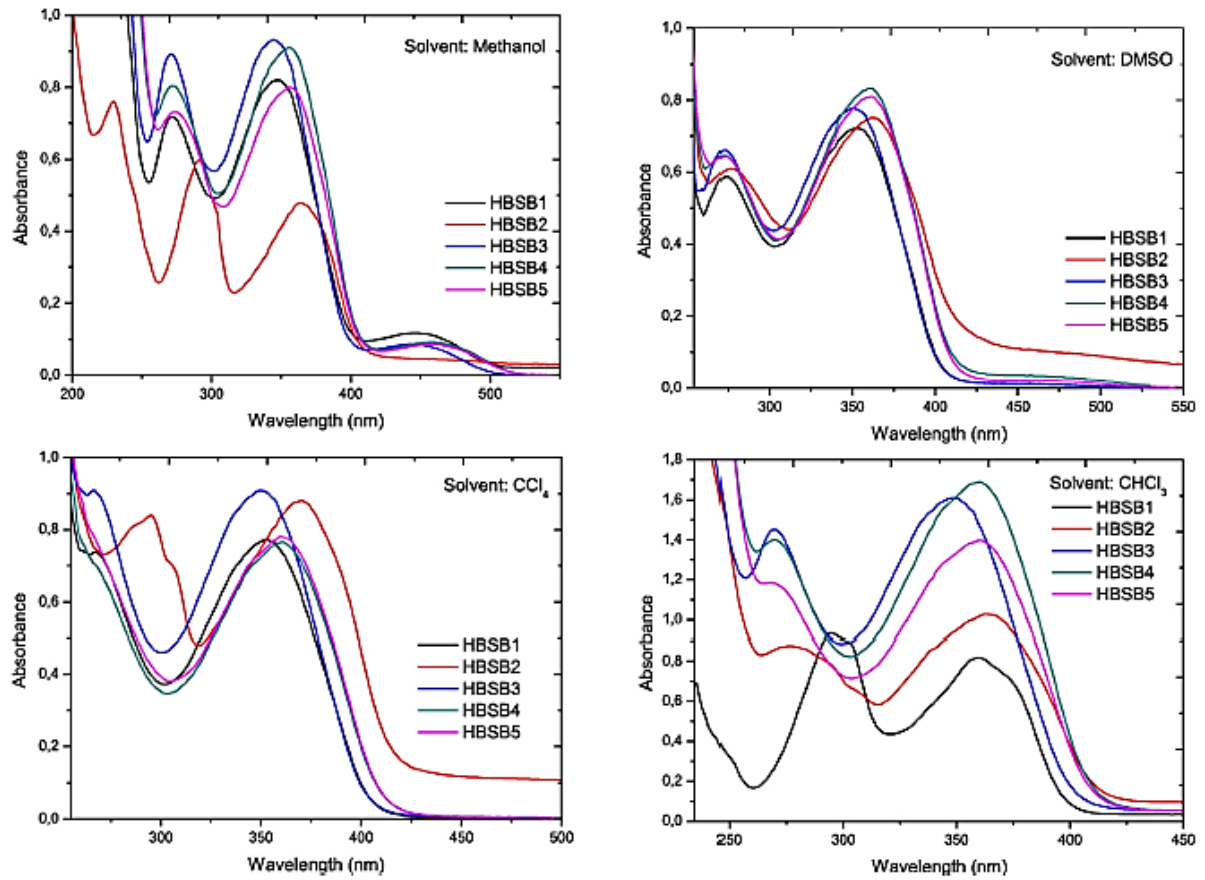 1,0
0,8
0,6
0,4
0,2
0,0
Absorbance
Solvent: Methanol
HBSB1
HBSB2
HBSB3
HBSB4
HBSB5
200
300
400
500
Wavelength (nm)
1,0
0,8
0,6
0,4
0,2
0,0
Absorbance
Solvent: DMSO
HBSB1
HBSB2
HBSB3
HBSB4
HBSB5
300
350
400
450
500
550
Wavelength (nm)
1,0
0,8
0,6
0,4
0,2
0,0
Absorbance
Solvent: CCl₄
HBSB1
HBSB2
HBSB3
HBSB4
HBSB5
300
350
400
450
500
Wavelength (nm)
1,8
1,6
1,4
1,2
1,0
0,8
0,6
0,4
0,2
0,0
Absorbance
Solvent: CHCl₃
HBSB1
HBSB2
HBSB3
HBSB4
HBSB5
250
300
350
400
450
Wavelength (nm)